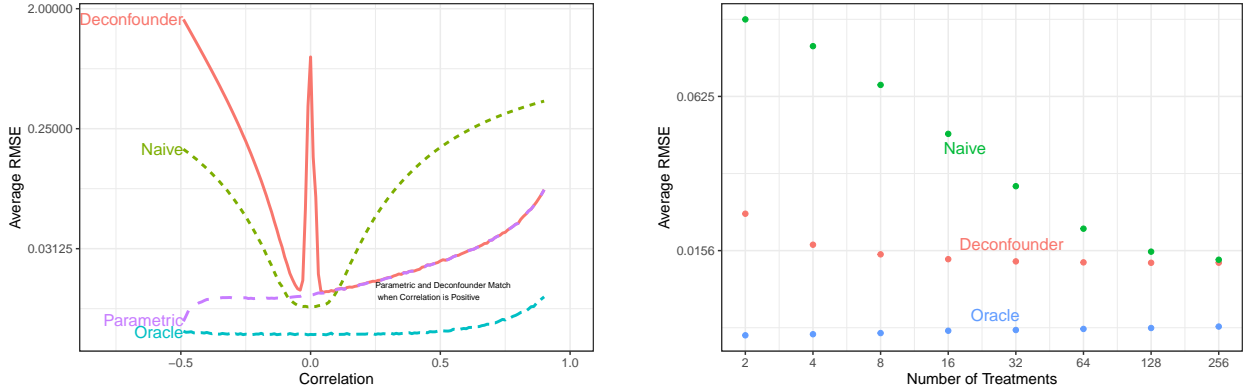 2.00000
Deconfounder
0.25000
Naive
0.03125
Parametric and Deconfounder Match
when Correlation is Positive
Parametric
Oracle
−0.5
0.0
0.5
1.0
Correlation
Average RMSE
0.0625
Naive
Deconfounder
0.0156
Oracle
2
4
8
16
32
64
128
256
Number of Treatments
Average RMSE